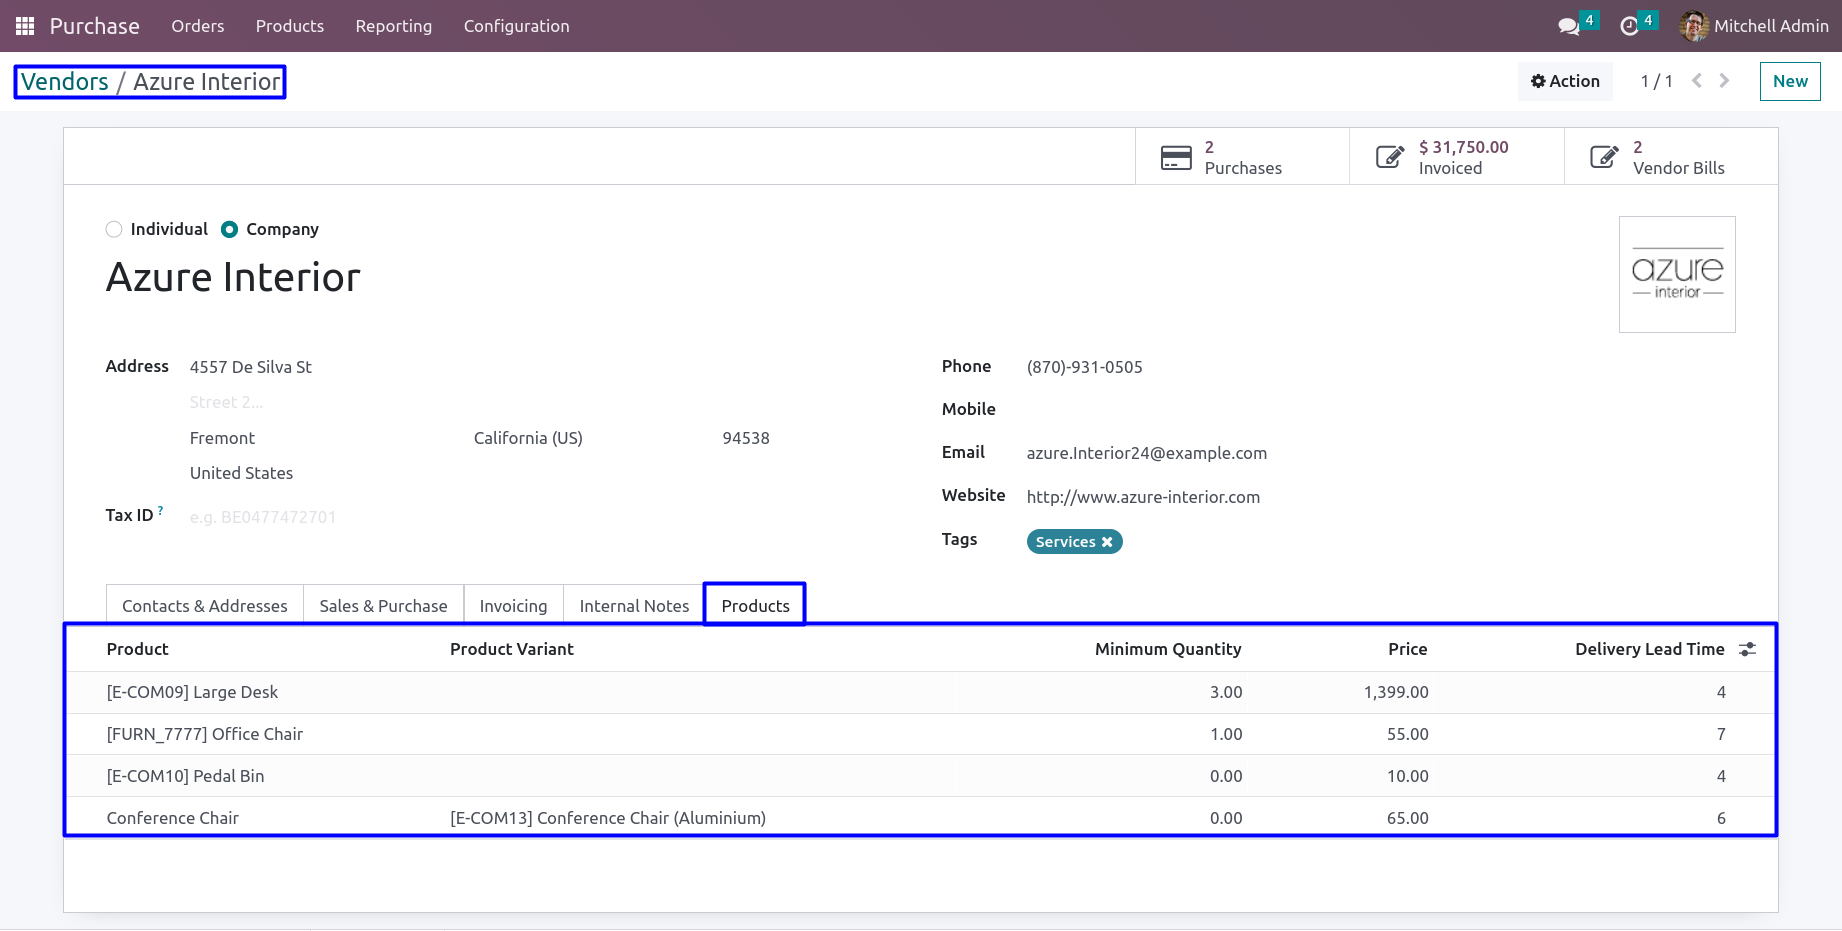 Purchase Orders Products Reporting Configuration 4 4 Mitchell Admin
Vendors / Azure Interior Action 1 / 1 New
2 Purchases
$ 31,750.00 Invoiced
2 Vendor Bills
Individual Company
Azure Interior
azure
interior
Address 4557 De Silva St
Street 2...
Fremont California (US) 94538
United States
Tax ID ? e.g. BE0477472701
Phone (870)-931-0505
Mobile
Email azure.Interior24@example.com
Website http://www.azure-interior.com
Tags Services ✖
Contacts & Addresses Sales & Purchase Invoicing Internal Notes Products
Product Product Variant Minimum Quantity Price Delivery Lead Time
[E-COM09] Large Desk 3.00 1,399.00 4
[FURN_7777] Office Chair 1.00 55.00 7
[E-COM10] Pedal Bin 0.00 10.00 4
Conference Chair [E-COM13] Conference Chair (Aluminium) 0.00 65.00 6